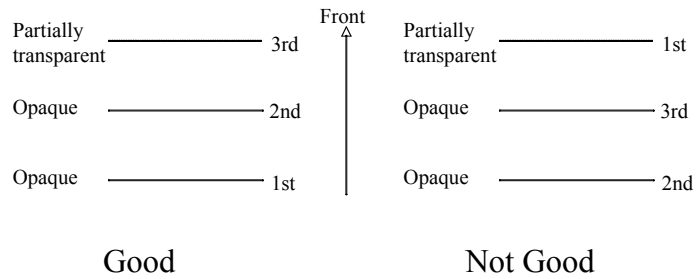 Front
Partially
transparent
3rd
Opaque
2nd
Opaque
1st
Good
Partially
transparent
1st
Opaque
3rd
Opaque
2nd
Not Good